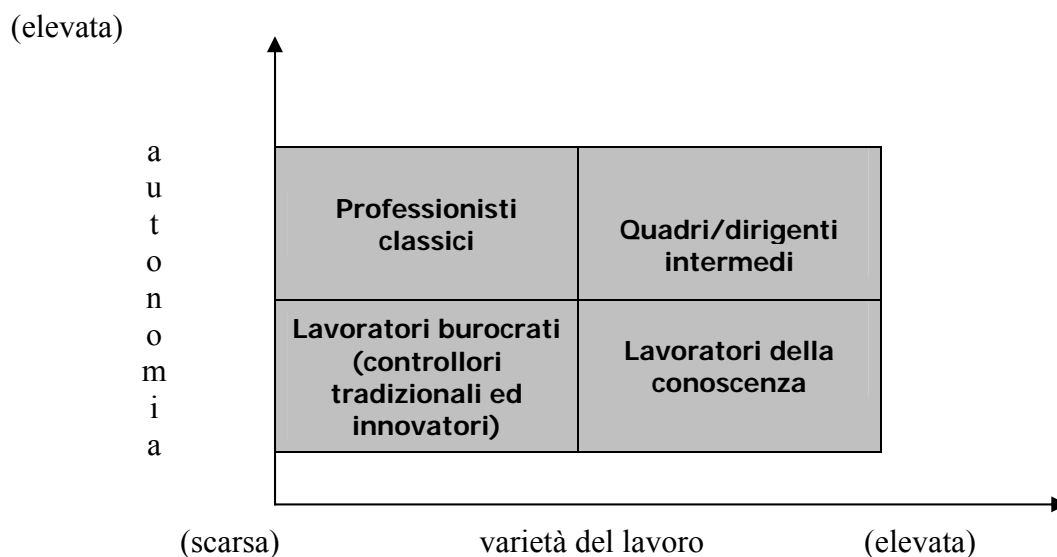 (elevata)
autonomia
Professionisti
classici
Quadri/dirigenti
intermedi
Lavoratori burocrati
(controllori
tradizionali ed
innovatori)
Lavoratori della
conoscenza
(scarsa) varietà del lavoro (elevata)